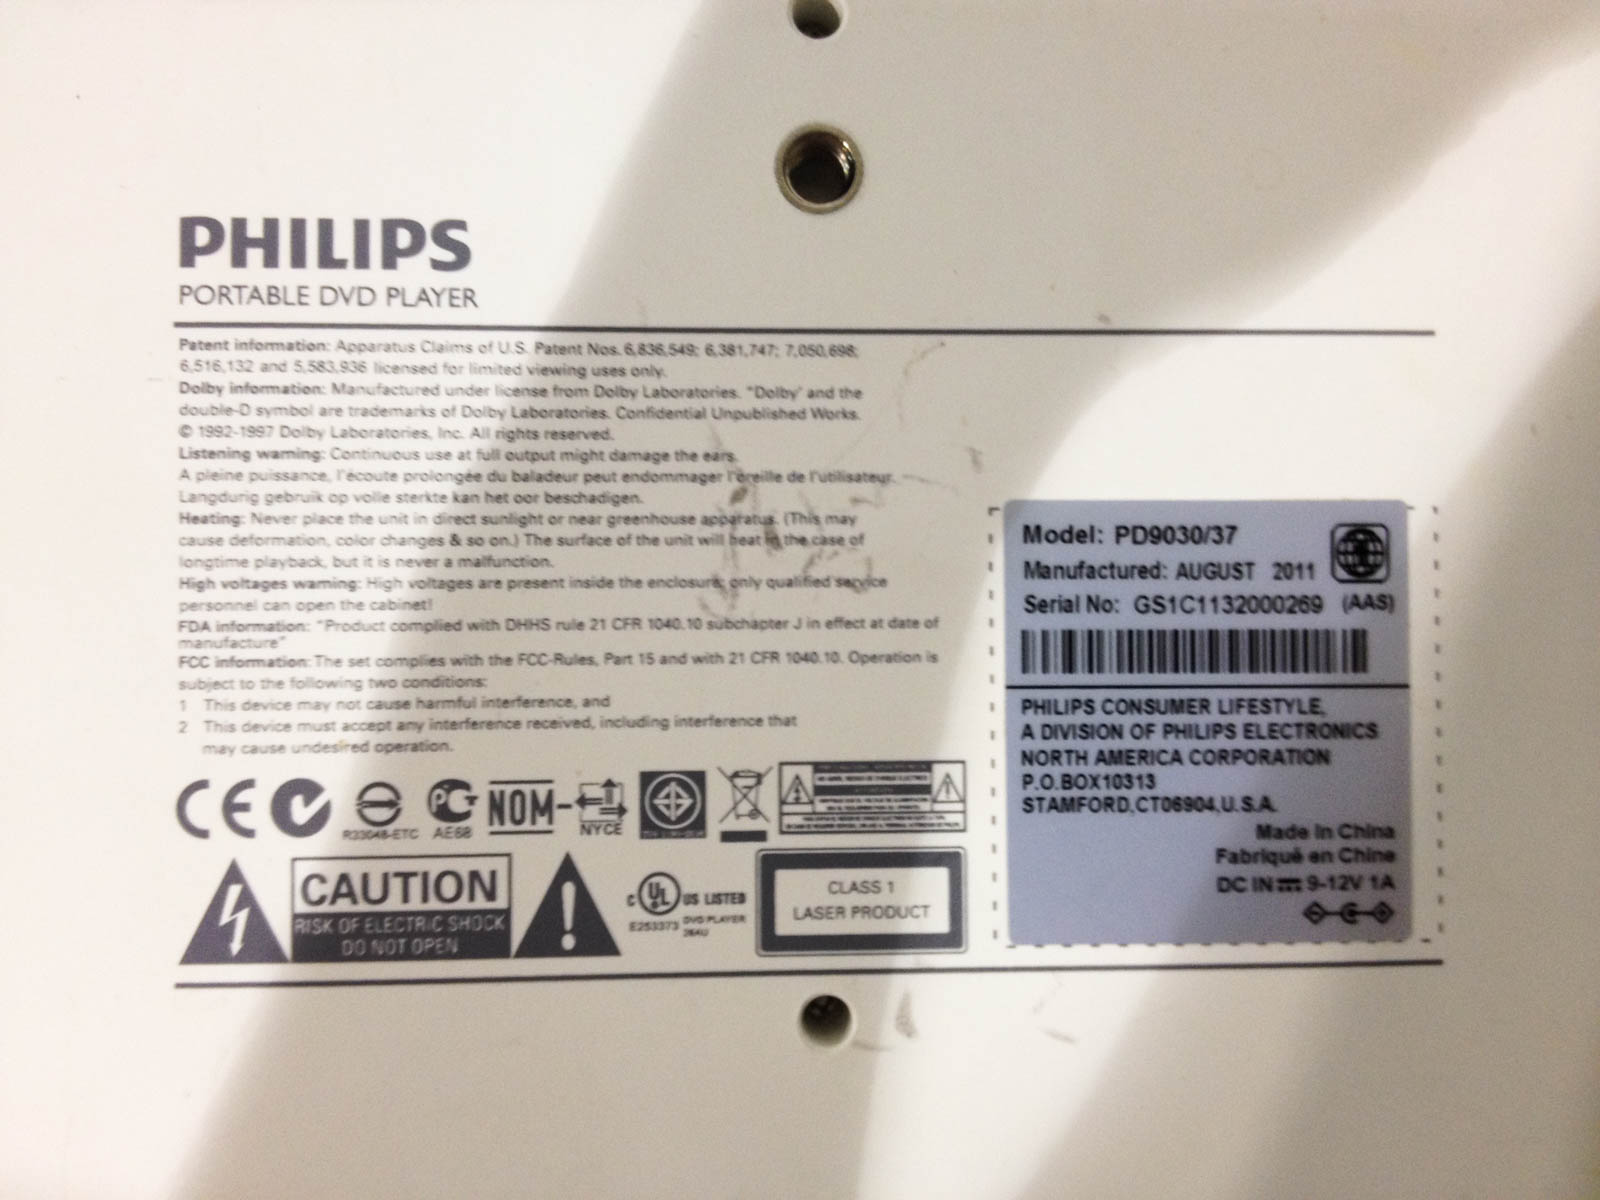 PHILIPS
PORTABLE DVD PLAYER
Patent information: Apparatus Claims of U.S. Patent Nos. 6,836,549; 6,381,747; 7,050,698;
6,516,132 and 5,583,936 licensed for limited viewing uses only.
Dolby information: Manufactured under license from Dolby Laboratories. "Dolby' and the
double-D symbol are trademarks of Dolby Laboratories. Confidential Unpublished Works.
© 1992-1997 Dolby Laboratories, Inc. All rights reserved.
Listening warning: Continuous use at full output might damage the ears.
A pleine puissance, l'écoute prolongée du baladeur peut endommager l'oreille de l'utilisateur.
Langdurig gebruik op volle sterkte kan het oor beschadigen.
Heating: Never place the unit in direct sunlight or near greenhouse apparatus. (This may
cause deformation, color changes & so on.) The surface of the unit will heat in the case of
longtime playback, but it is never a malfunction.
High voltages warning: High voltages are present inside the enclosure; only qualified service
personnel can open the cabinet!
FDA information: "Product complied with DHHS rule 21 CFR 1040.10 subchapter J in effect at date of
manufacture"
FCC information: The set complies with the FCC-Rules, Part 15 and with 21 CFR 1040.10. Operation is
subject to the following two conditions:
1 This device may not cause harmful interference, and
2 This device must accept any interference received, including interference that
may cause undesired operation.
CE
R33048-ETC
AE68
NOM-
NYCE
CAUTION
RISK OF ELECTRIC SHOCK
DO NOT OPEN
C UL US LISTED
E253373 DVD PLAYER
26AU
CLASS 1
LASER PRODUCT
Model: PD9030/37
Manufactured: AUGUST 2011
Serial No: GS1C1132000269 (AAS)
PHILIPS CONSUMER LIFESTYLE,
A DIVISION OF PHILIPS ELECTRONICS
NORTH AMERICA CORPORATION
P.O.BOX10313
STAMFORD,CT06904,U.S.A.
Made in China
Fabriqué en Chine
DC IN 9-12V 1A